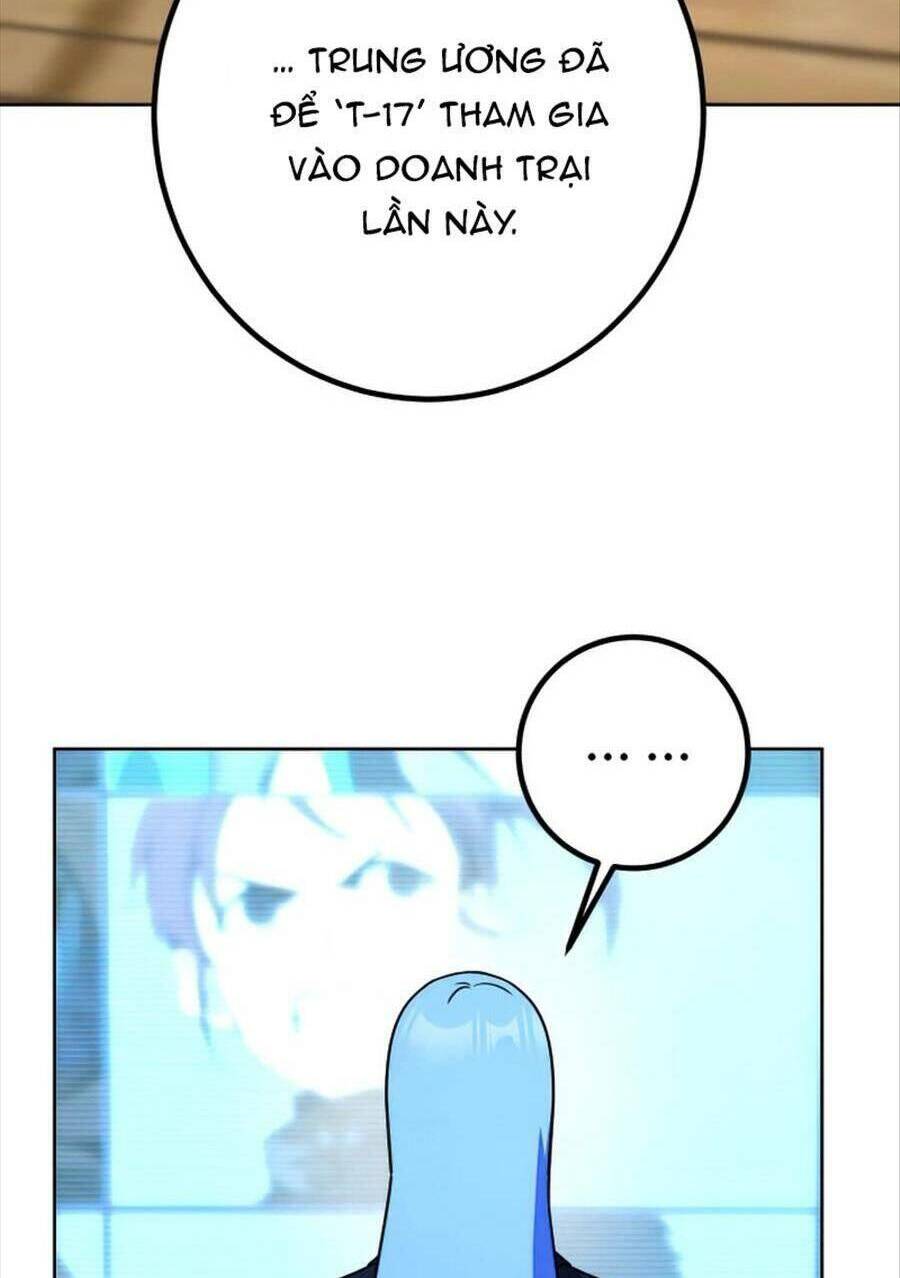 ... TRUNG ƯƠNG ĐÃ
ĐỂ ‘T-17’ THAM GIA
VÀO DOANH TRẠI
LẦN NÀY.
... ...